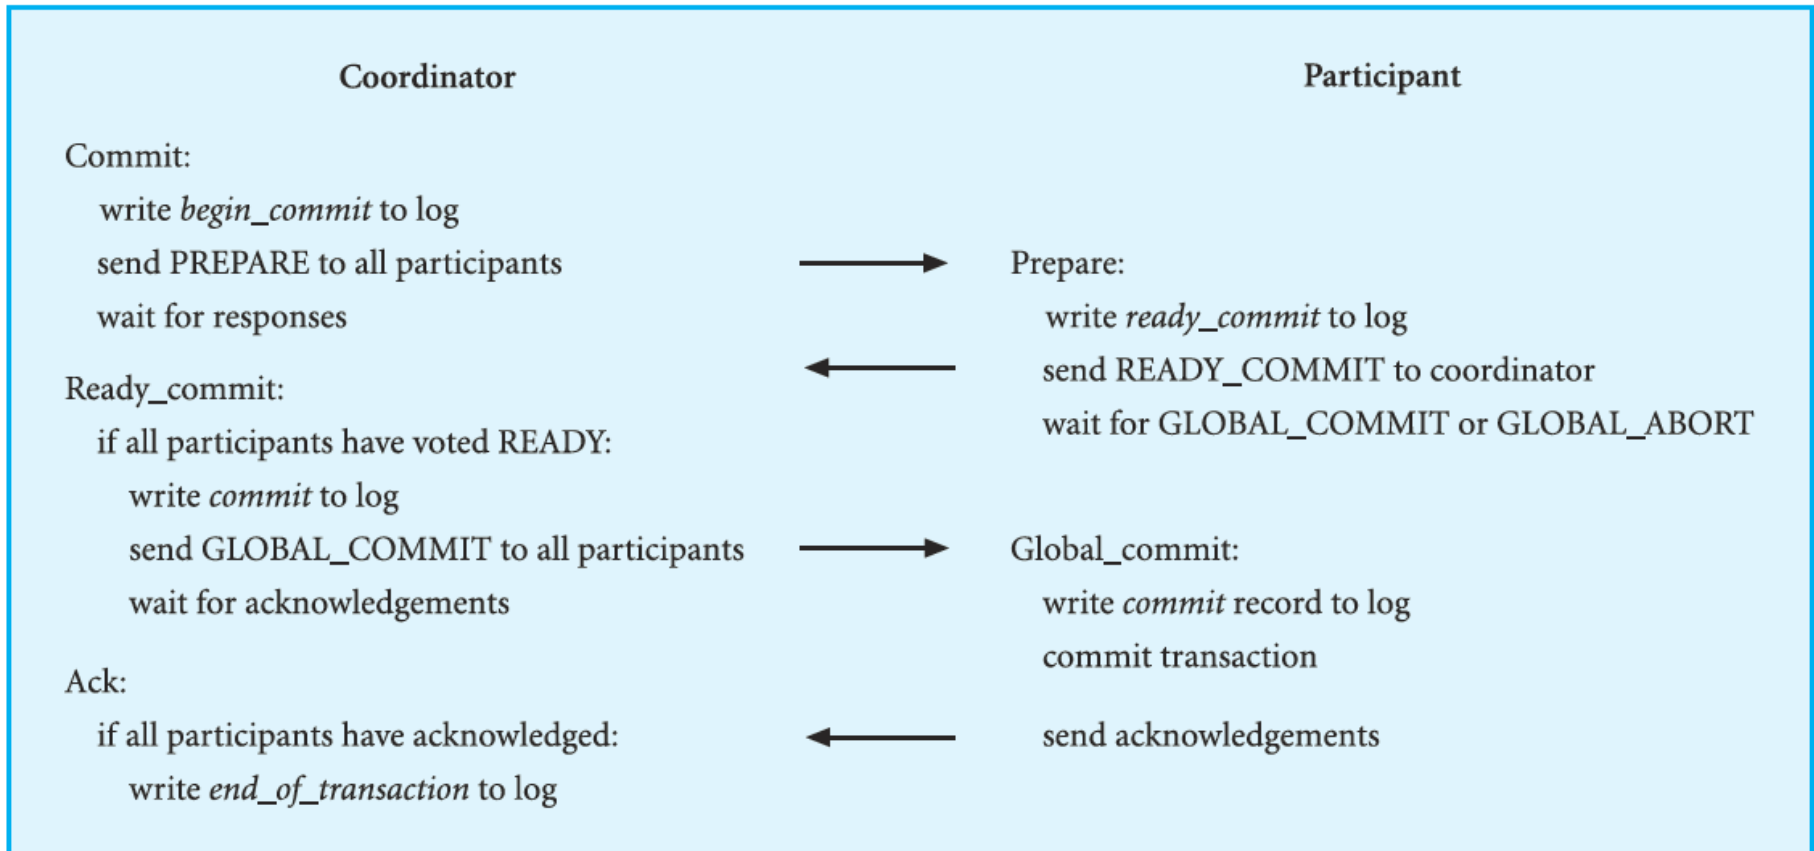 Coordinator
Participant
Commit:
write begin_commit to log
send PREPARE to all participants
wait for responses
Prepare:
write ready_commit to log
send READY_COMMIT to coordinator
wait for GLOBAL_COMMIT or GLOBAL_ABORT
Ready_commit:
if all participants have voted READY:
write commit to log
send GLOBAL_COMMIT to all participants
wait for acknowledgements
Global_commit:
write commit record to log
commit transaction
send acknowledgements
Ack:
if all participants have acknowledged:
write end_of_transaction to log